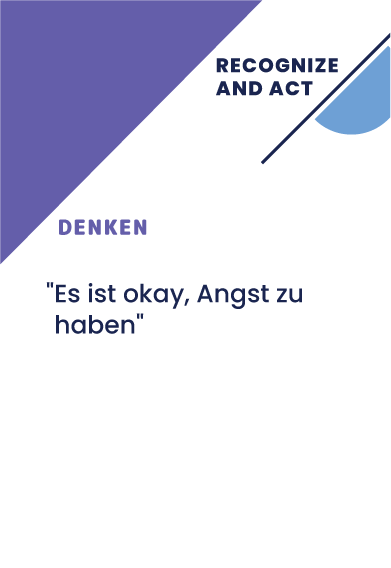 RECOGNIZE
AND ACT
DENKEN
"Es ist okay, Angst zu
haben"